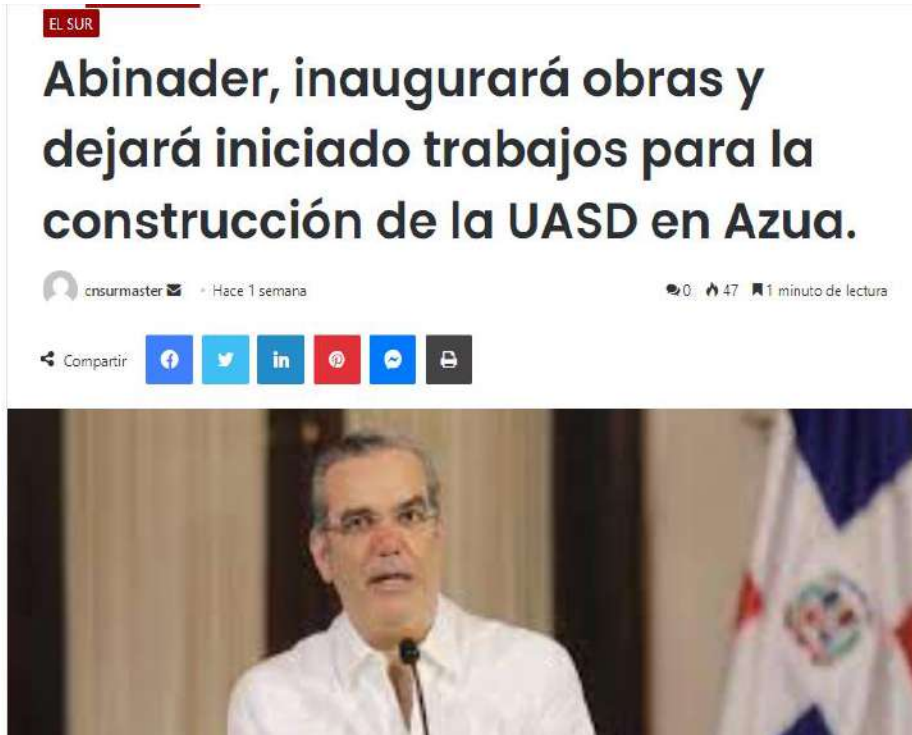 EL SUR
Abinader, inaugurará obras y
dejará iniciado trabajos para la
construcción de la UASD en Azua.
cnsurmaster Hace 1 semana 0 47 1 minuto de lectura
Compartir